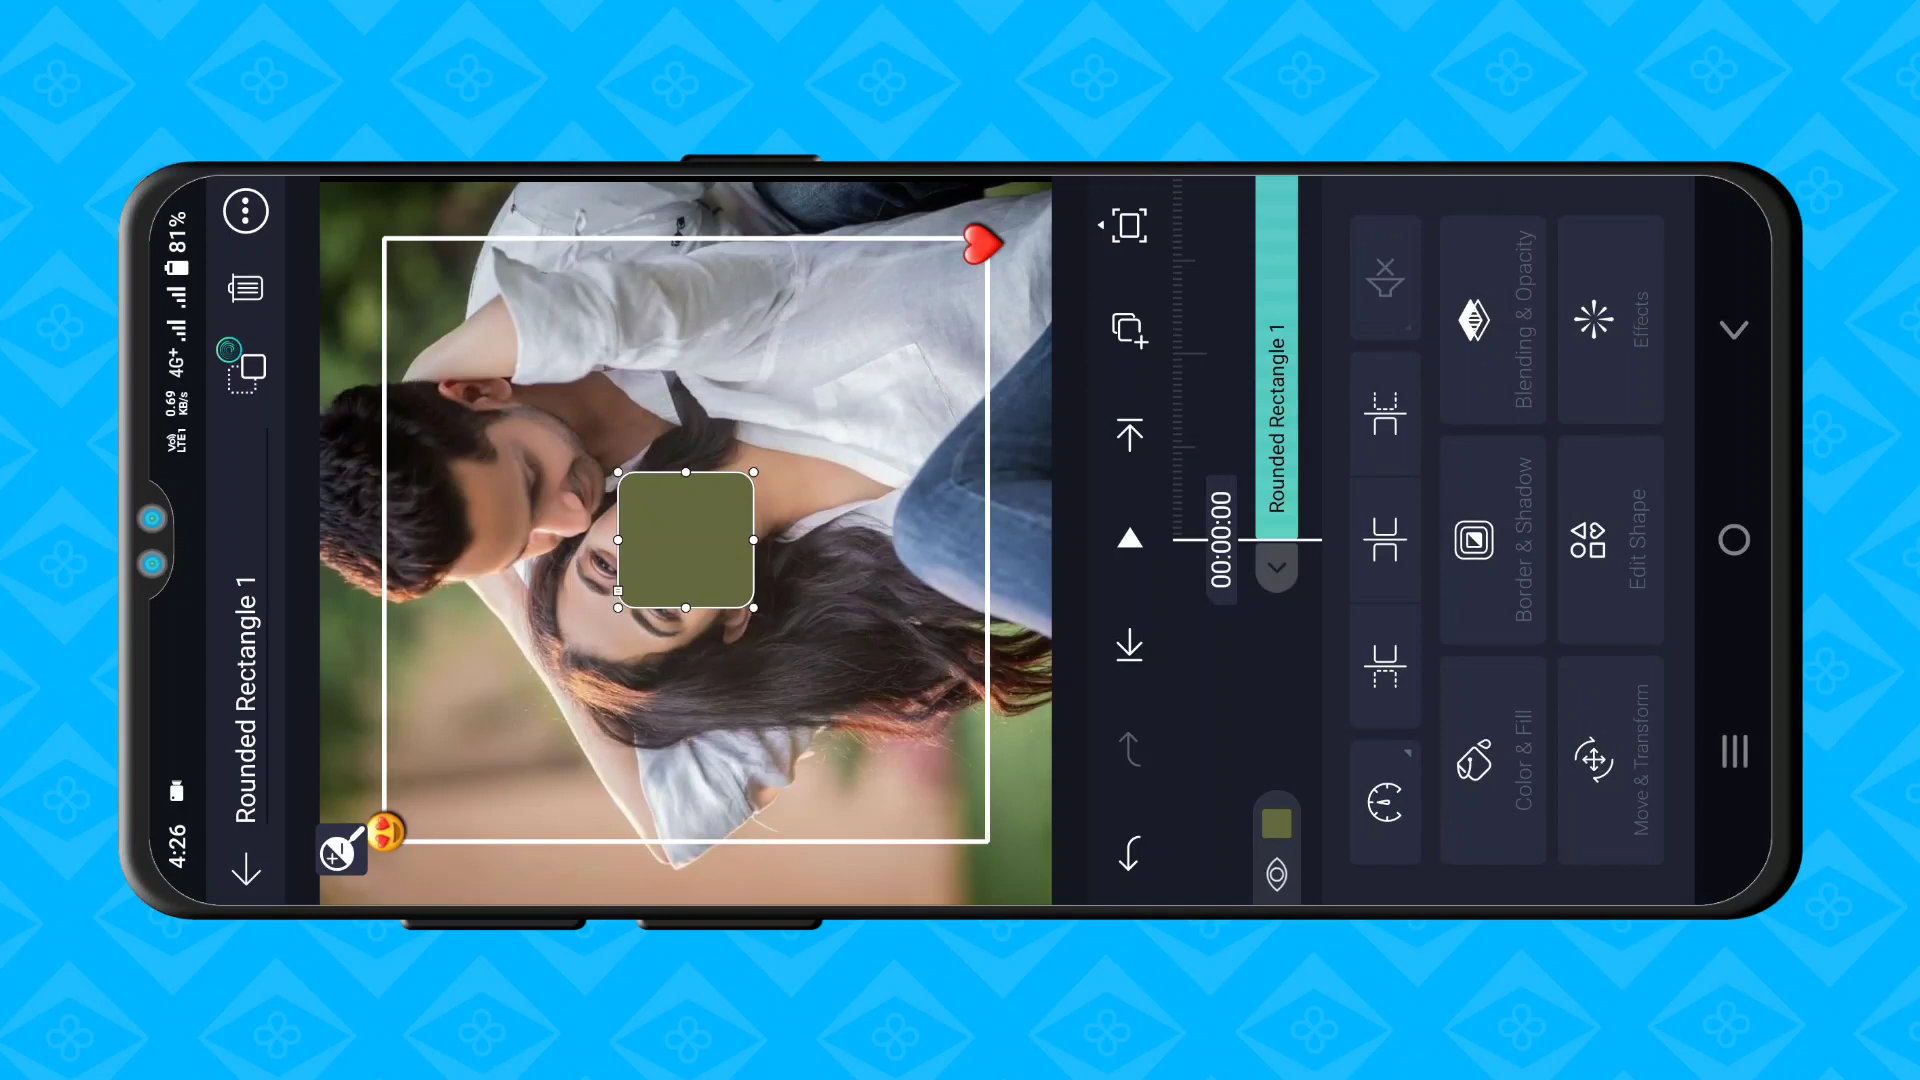 4:26
VoLTE1
0.69 KB/s
4G+
81%
Rounded Rectangle 1
00:00:00
Rounded Rectangle 1
Color & Fill
Border & Shadow
Blending & Opacity
Move & Transform
Edit Shape
Effects